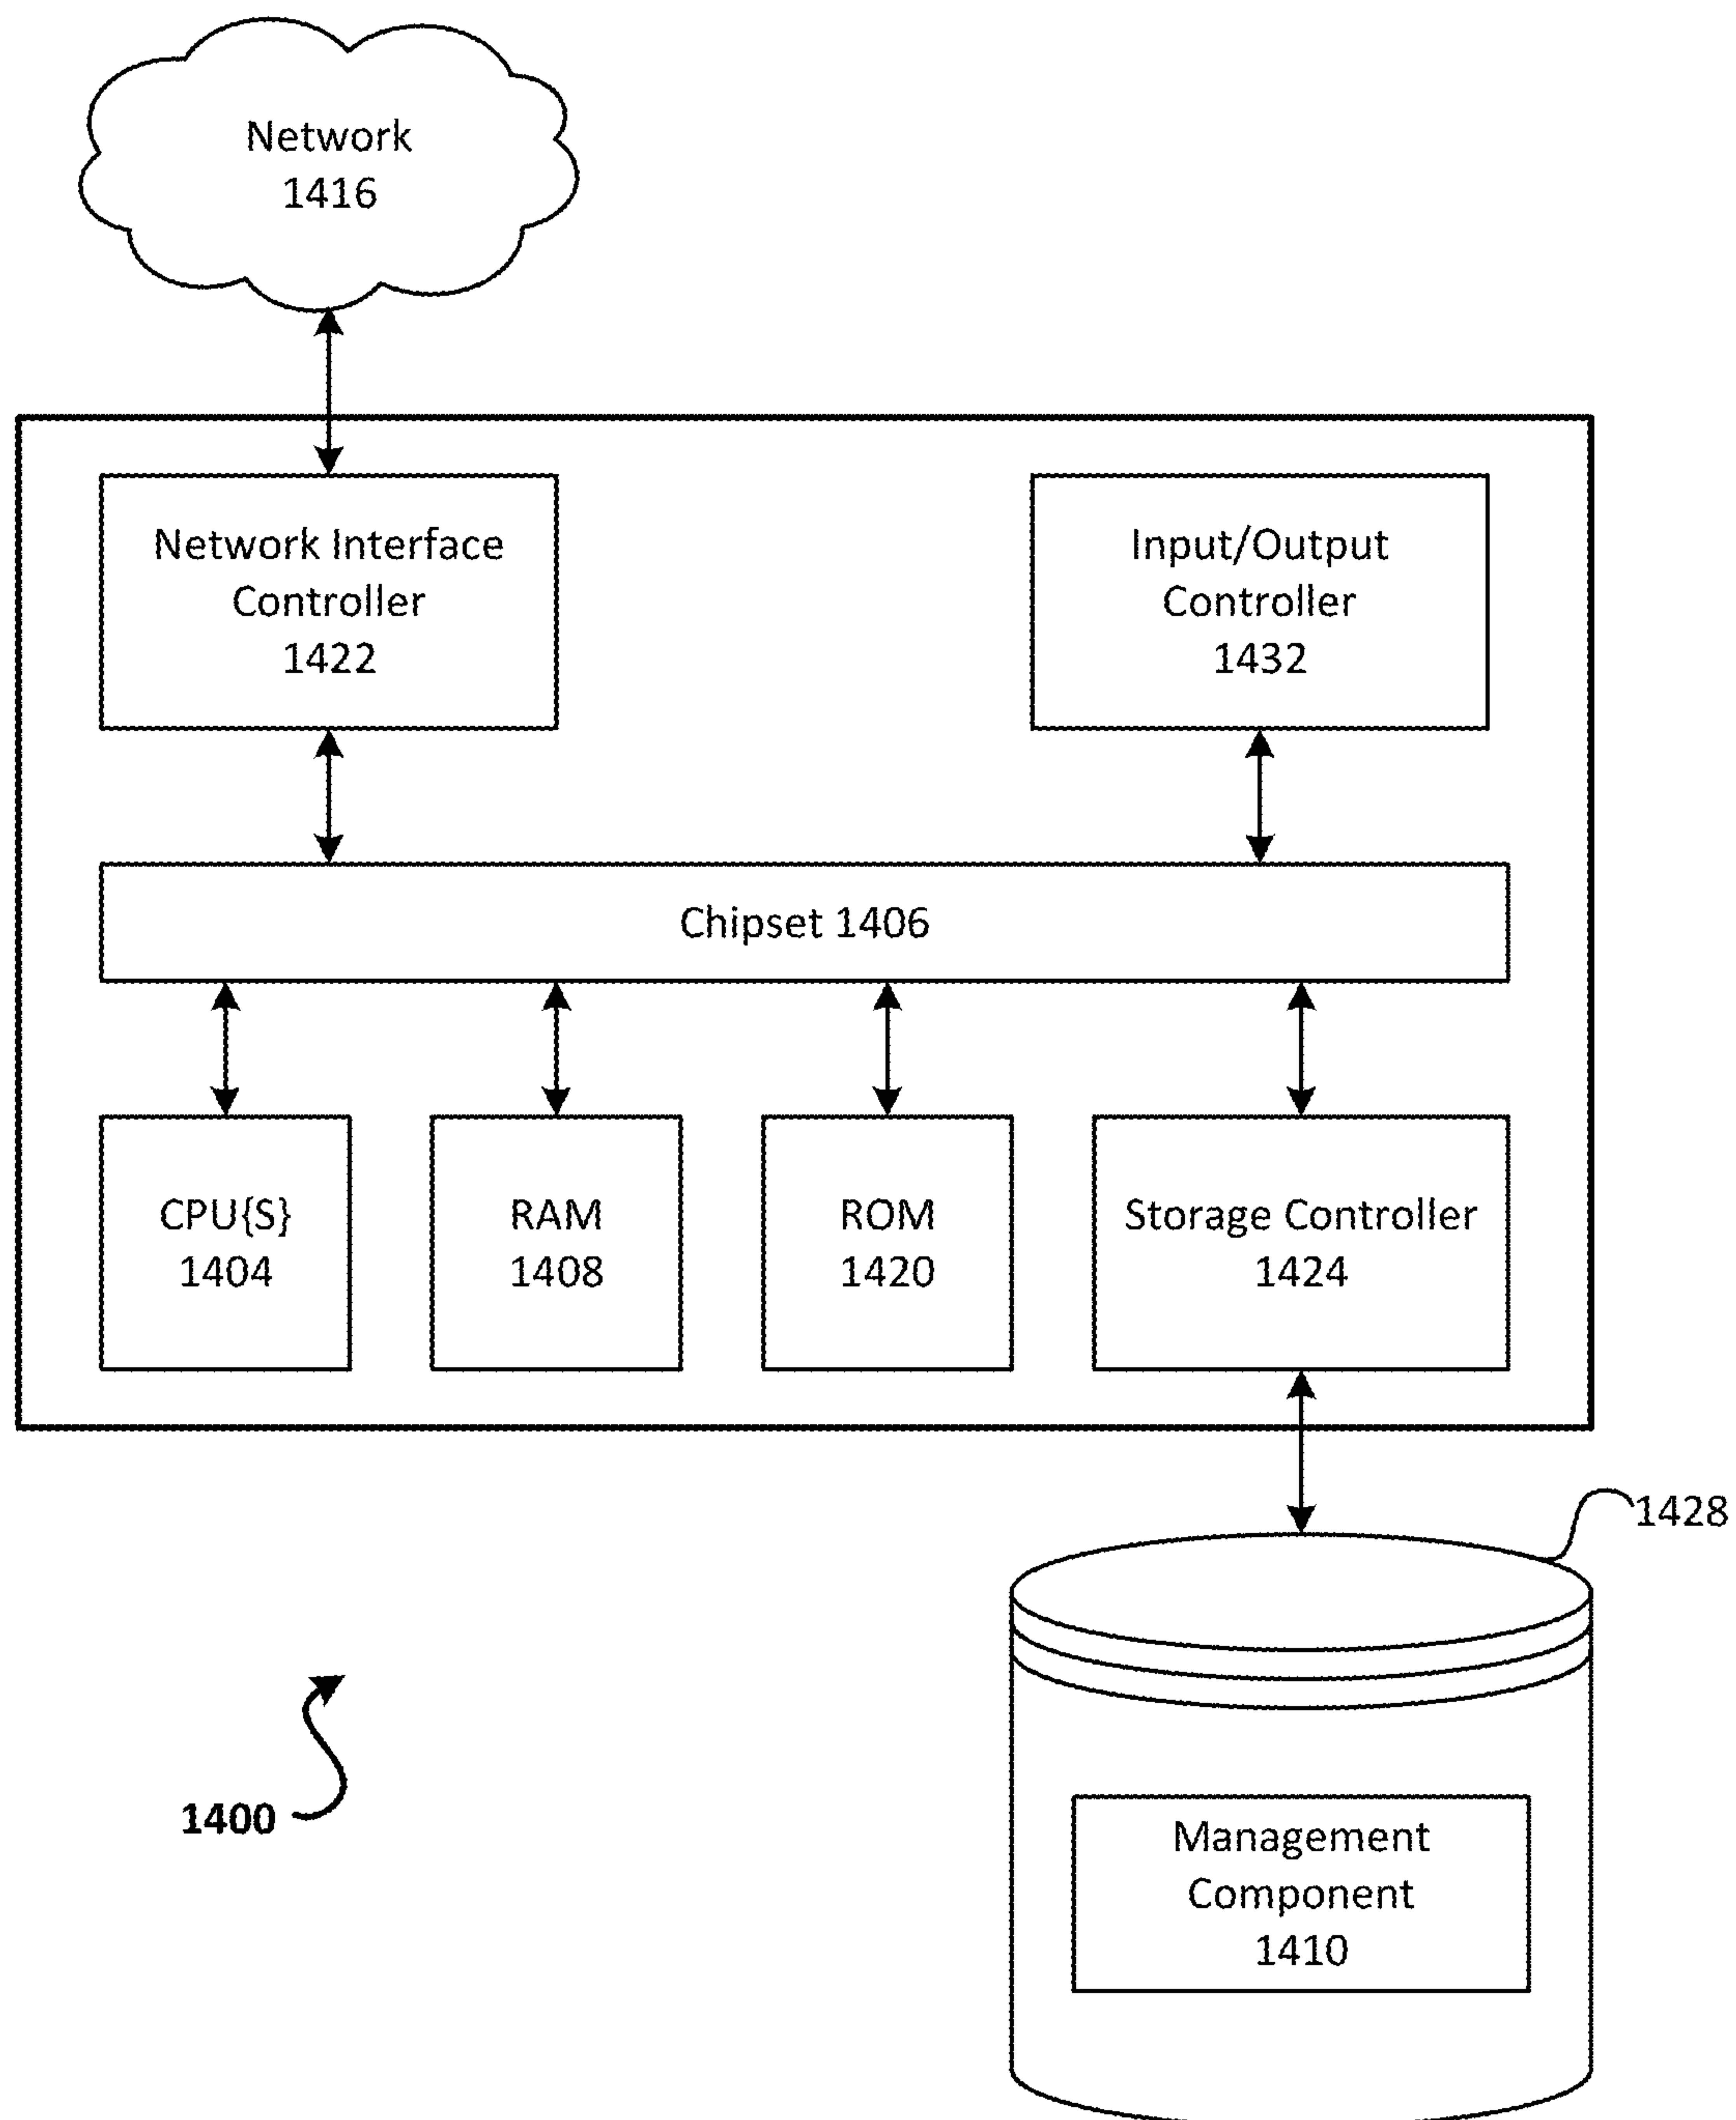 Network
1416
Network Interface
Controller
1422
Input/Output
Controller
1432
Chipset 1406
CPU{S}
1404
RAM
1408
ROM
1420
Storage Controller
1424
1428
1400
Management
Component
1410